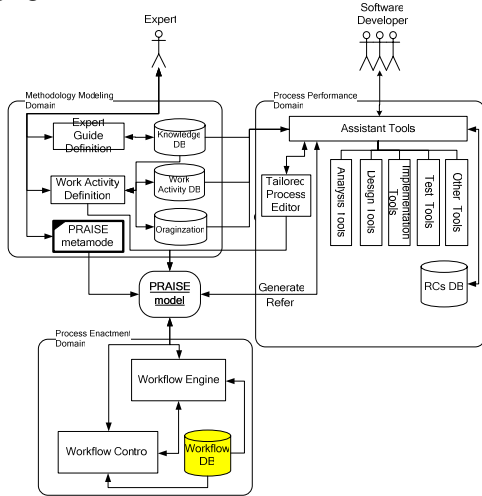 Expert
Software
Developer
Methodology Modeling
Domain
Expert
Guide
Definition
Knowledge
DB
Work Activity
Definition
Work
Activity DB
PRAISE
metamode
Oraginzation
Process Performance
Domain
Assistant Tools
Tailored
Process
Editor
Analysis Tools
Design Tools
Implementation
Tools
Test Tools
Other Tools
RCs DB
PRAISE
model
Generate
Refer
Process Enactment
Domain
Workflow Engine
Workflow Contro
Workflow
DB